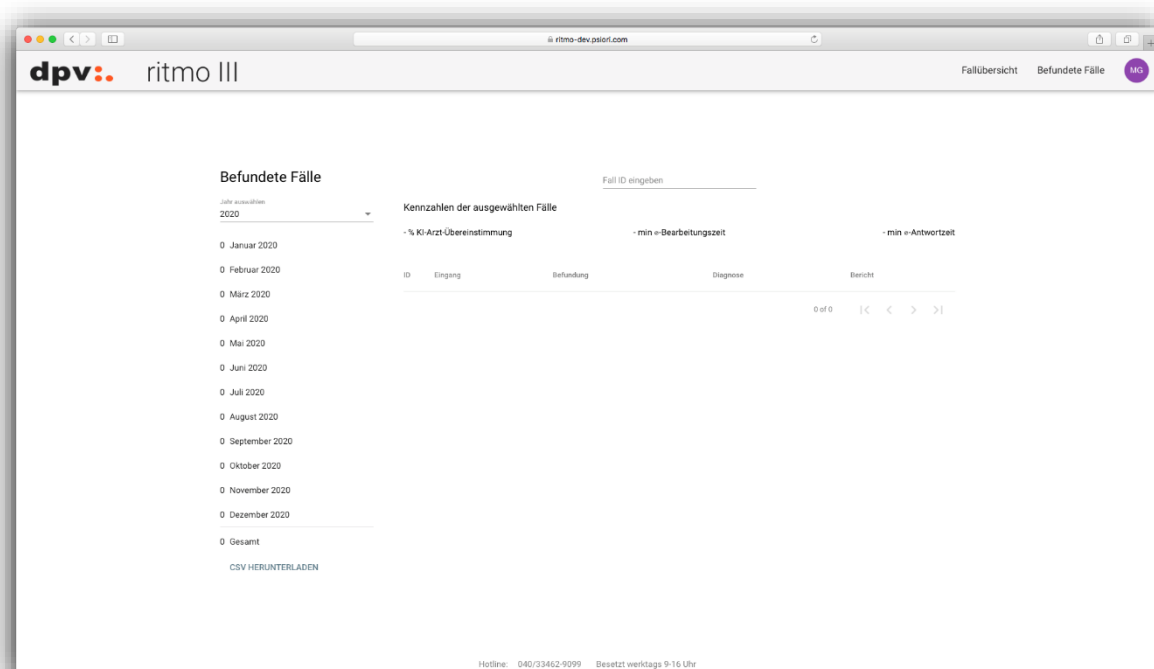 ritmo-dev.psiorl.com
dpv:. ritmo III
Fallübersicht Befundete Fälle MG
Befundete Fälle
Fall ID eingeben
Jahr auswählen
2020
Kennzahlen der ausgewählten Fälle
- % KI-Arzt-Übereinstimmung - min ⌀-Bearbeitungszeit - min ⌀-Antwortzeit
0 Januar 2020
0 Februar 2020
0 März 2020
0 April 2020
0 Mai 2020
0 Juni 2020
0 Juli 2020
0 August 2020
0 September 2020
0 Oktober 2020
0 November 2020
0 Dezember 2020
0 Gesamt
CSV HERUNTERLADEN
ID Eingang Befundung Diagnose Bericht
0 of 0
Hotline: 040/33462-9099 Besetzt werktags 9-16 Uhr